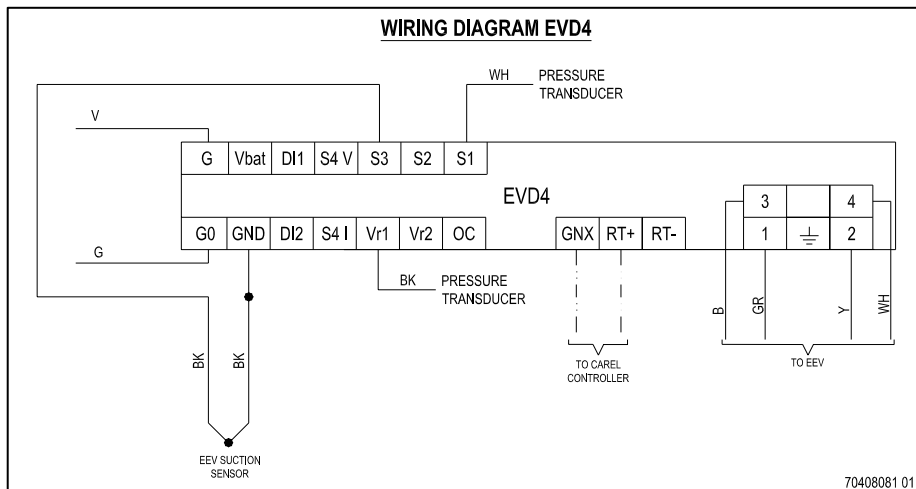 WIRING DIAGRAM EVD4
WH PRESSURE
TRANSDUCER
V
G Vbat DI1 S4 V S3 S2 S1
EVD4
3 4
G0 GND DI2 S4 I Vr1 Vr2 OC GNX RT+ RT- 1 2
G
BK PRESSURE
TRANSDUCER
B GR Y WH
BK BK
TO CAREL
CONTROLLER
TO EEV
EEV SUCTION
SENSOR
70408081 01